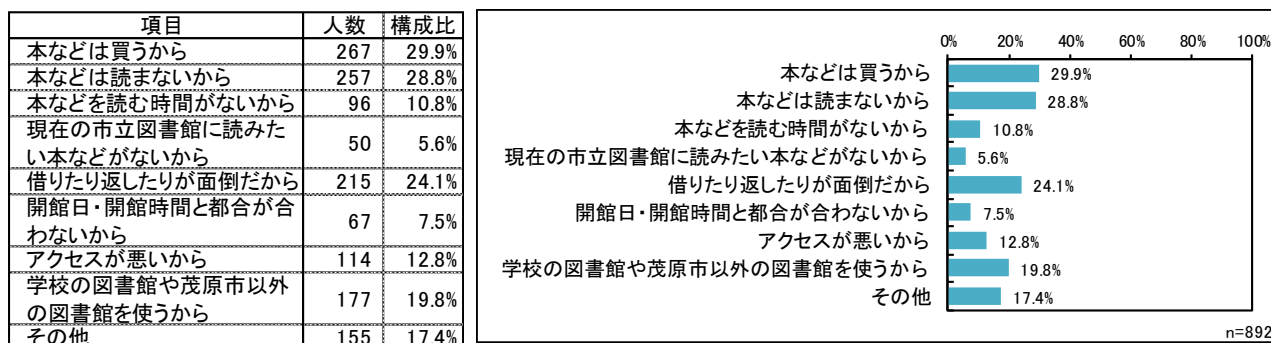 項目 人数 構成比
本などは買うから 267 29.9%
本などは読まないから 257 28.8%
本などを読む時間がないから 96 10.8%
現在の市立図書館に読みた
い本などがないから 50 5.6%
借りたり返したりが面倒だから 215 24.1%
開館日・開館時間と都合が合
わないから 67 7.5%
アクセスが悪いから 114 12.8%
学校の図書館や茂原市以外
の図書館を使うから 177 19.8%
その他 155 17.4%
0% 20% 40% 60% 80% 100%
本などは買うから 29.9%
本などは読まないから 28.8%
本などを読む時間がないから 10.8%
現在の市立図書館に読みたい本などがないから 5.6%
借りたり返したりが面倒だから 24.1%
開館日・開館時間と都合が合わないから 7.5%
アクセスが悪いから 12.8%
学校の図書館や茂原市以外の図書館を使うから 19.8%
その他 17.4%
n=892